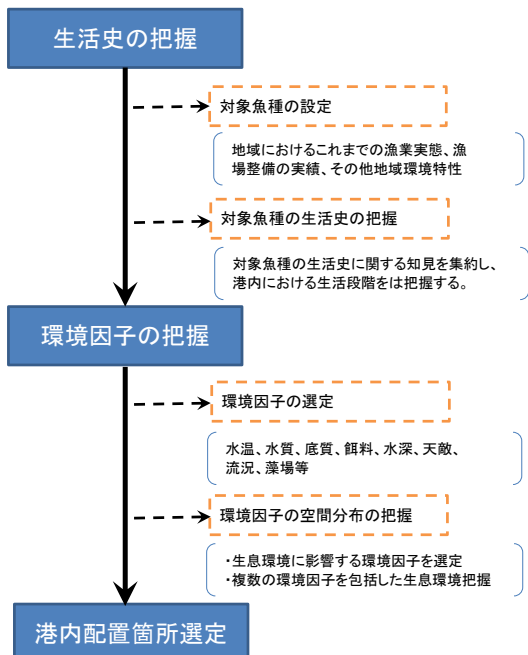 生活史の把握
対象魚種の設定
地域におけるこれまでの漁業実態、漁
場整備の実績、その他地域環境特性
対象魚種の生活史の把握
対象魚種の生活史に関する知見を集約し、
港内における生活段階をは把握する。
環境因子の把握
環境因子の選定
水温、水質、底質、餌料、水深、天敵、
流況、藻場等
環境因子の空間分布の把握
・生息環境に影響する環境因子を選定
・複数の環境因子を包括した生息環境把握
港内配置箇所選定